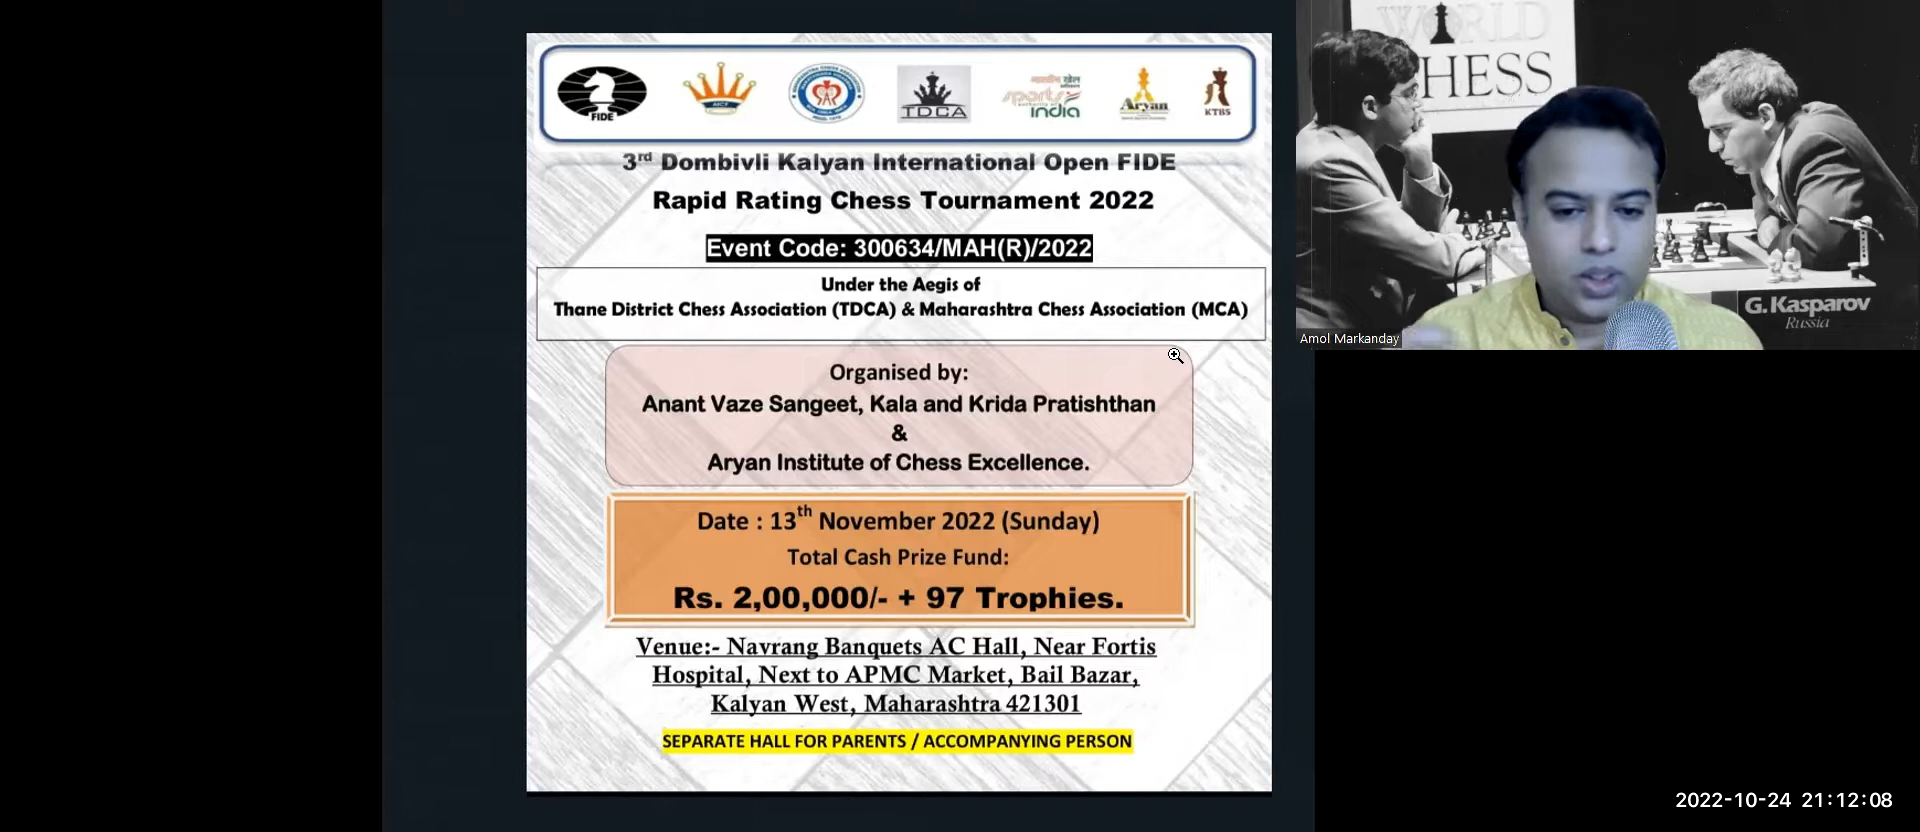 FIDE
AICF
TDCA
भारतीय खेल
sports
india
Aryan
KTBS
3rd Dombivli Kalyan International Open FIDE
Rapid Rating Chess Tournament 2022
Event Code: 300634/MAH(R)/2022
Under the Aegis of
Thane District Chess Association (TDCA) & Maharashtra Chess Association (MCA)
Organised by:
Anant Vaze Sangeet, Kala and Krida Pratishthan
&
Aryan Institute of Chess Excellence.
Date : 13th November 2022 (Sunday)
Total Cash Prize Fund:
Rs. 2,00,000/- + 97 Trophies.
Venue:- Navrang Banquets AC Hall, Near Fortis
Hospital, Next to APMC Market, Bail Bazar,
Kalyan West, Maharashtra 421301
SEPARATE HALL FOR PARENTS / ACCOMPANYING PERSON
WORLD
CHESS
G. Kasparov
Russia
Amol Markanday
2022-10-24 21:12:08